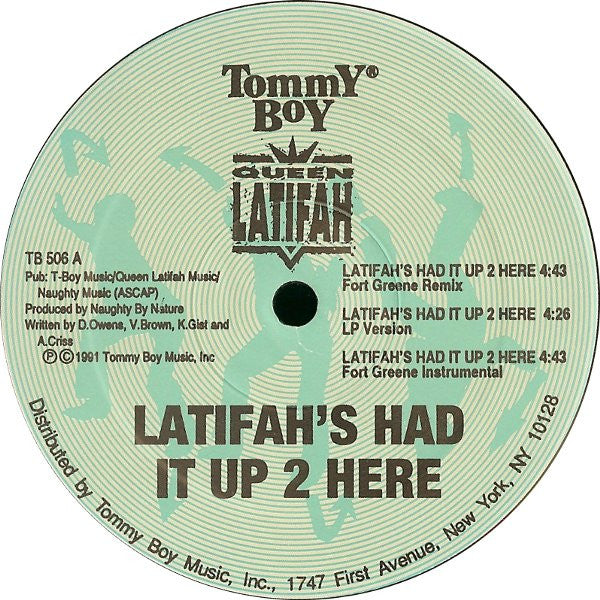 Tommy®
Boy
QUEEN
LATIFAH
TB 506 A
Pub: T-Boy Music/Queen Latifah Music/
Naughty Music (ASCAP)
Produced by Naughty By Nature
Written by D.Owens, V.Brown, K.Gist and
A.Criss
℗©1991 Tommy Boy Music, Inc
LATIFAH'S HAD IT UP 2 HERE 4:43
Fort Greene Remix
LATIFAH'S HAD IT UP 2 HERE 4:26
LP Version
LATIFAH'S HAD IT UP 2 HERE 4:43
Fort Greene Instrumental
LATIFAH'S HAD
IT UP 2 HERE
Distributed by Tommy Boy Music, Inc., 1747 First Avenue, New York, NY 10128